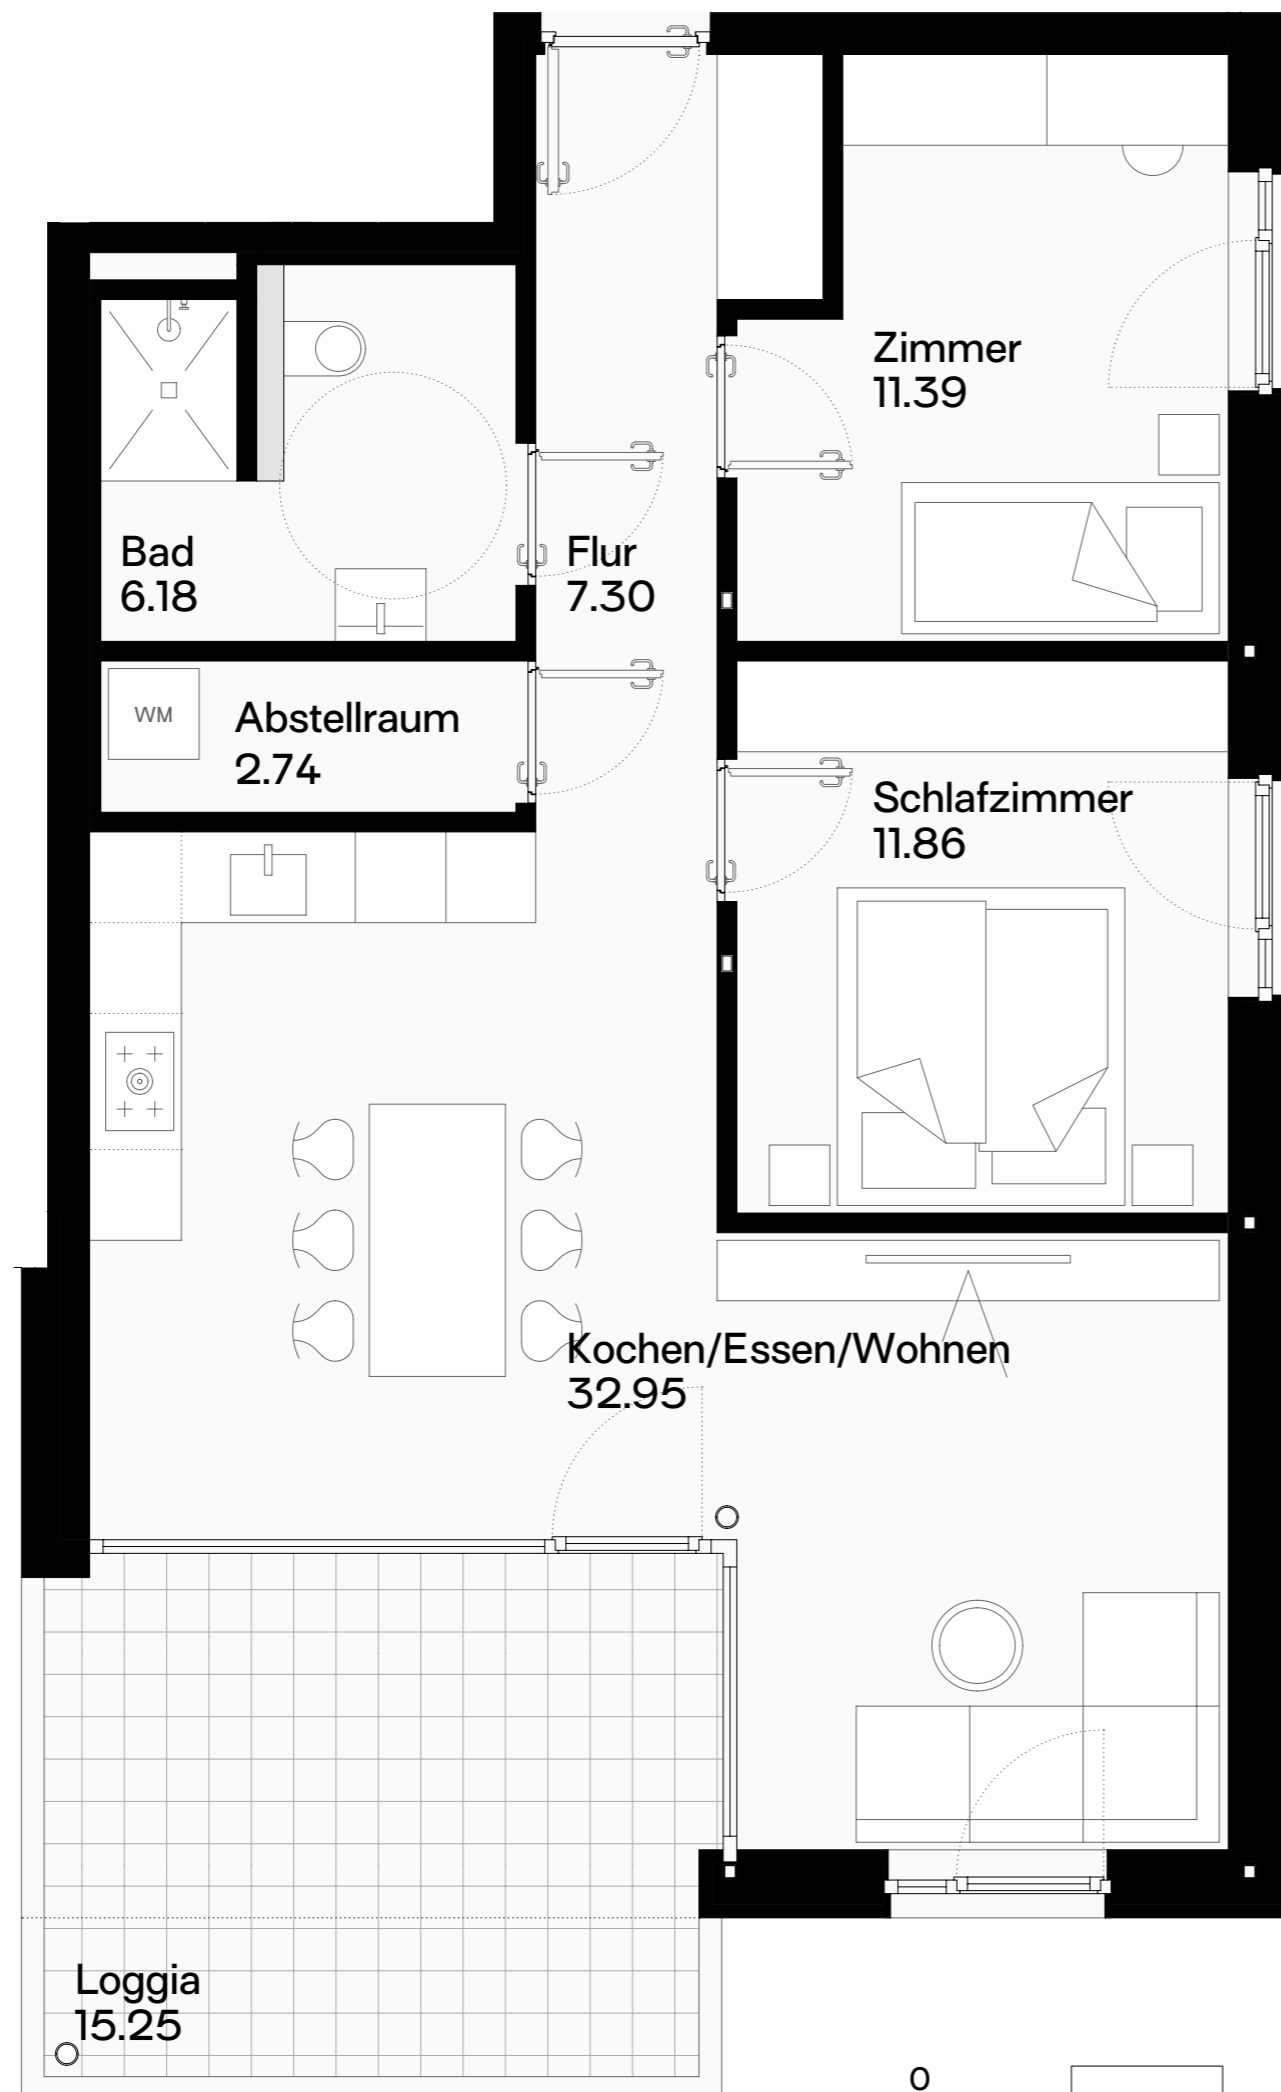 Zimmer
11.39
Bad
6.18
Flur
7.30
WM
Abstellraum
2.74
Schlafzimmer
11.86
Kochen/Essen/Wohnen
32.95
Loggia
15.25
0